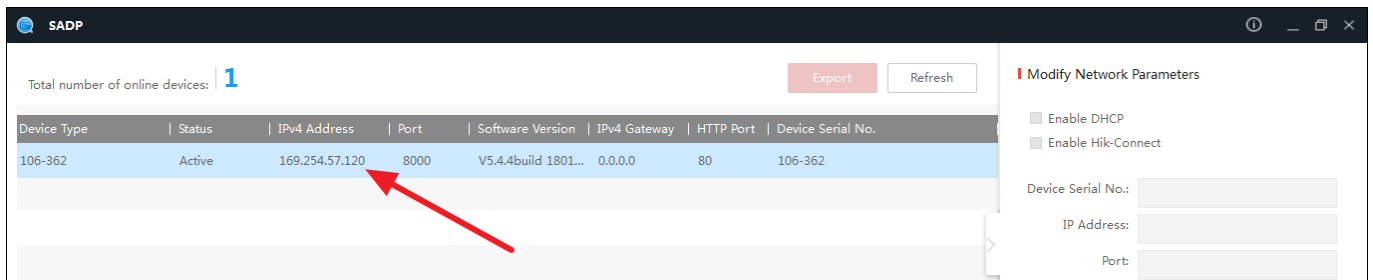 SADP
Total number of online devices: 1
Export
Refresh
Device Type | Status | IPv4 Address | Port | Software Version | IPv4 Gateway | HTTP Port | Device Serial No.
106-362 Active 169.254.57.120 8000 V5.4.4build 1801... 0.0.0.0 80 106-362
Modify Network Parameters
Enable DHCP
Enable Hik-Connect
Device Serial No.:
IP Address:
Port: